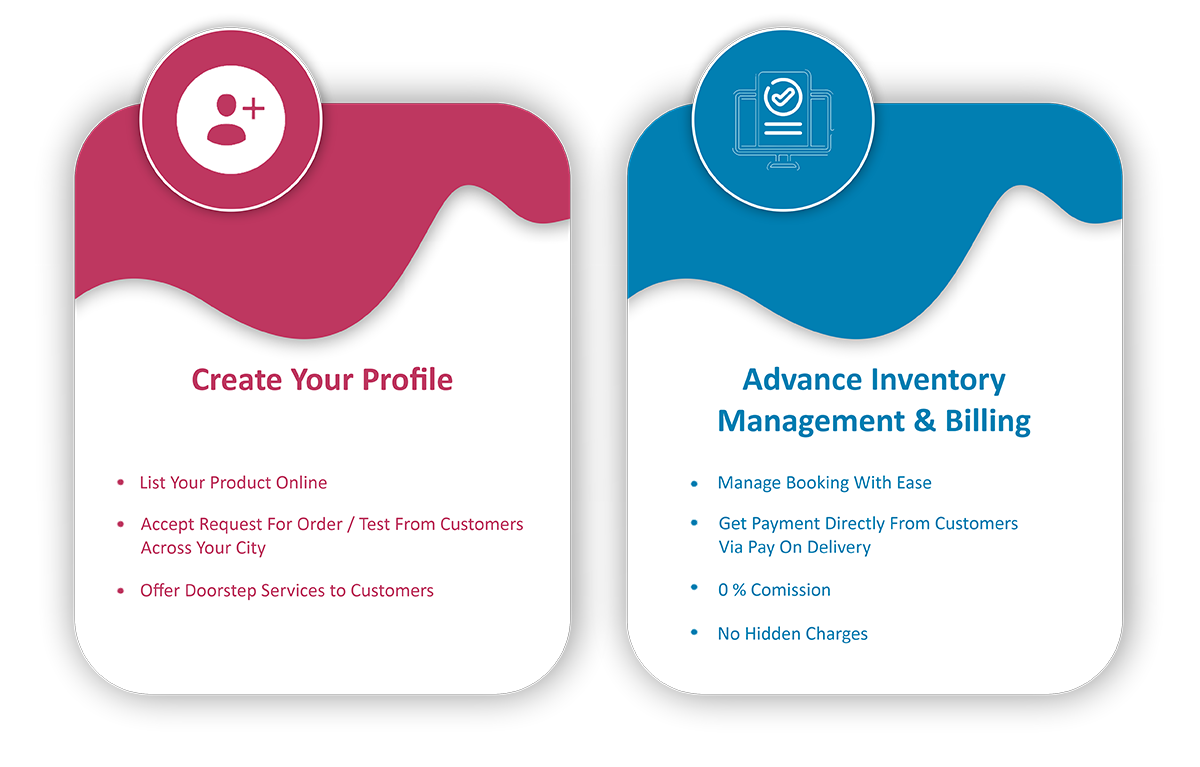 Create Your Profile
• List Your Product Online
• Accept Request For Order / Test From Customers
Across Your City
• Offer Doorstep Services to Customers
Advance Inventory
Management & Billing
• Manage Booking With Ease
• Get Payment Directly From Customers
Via Pay On Delivery
• 0 % Comission
• No Hidden Charges